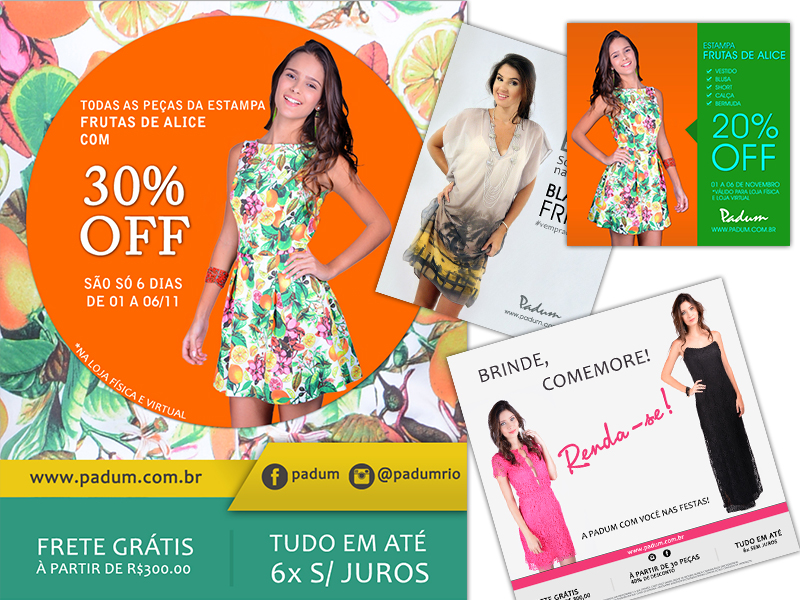 TODAS AS PEÇAS DA ESTAMPA
FRUTAS DE ALICE
COM
30%
OFF
SÃO SÓ 6 DIAS
DE 01 A 06/11
*NA LOJA FÍSICA E VIRTUAL
www.padum.com.br
padum
@padumrio
FRETE GRÁTIS
À PARTIR DE R$300.00
TUDO EM ATÉ
6x S/ JUROS
#vempra
Padum
www.padum.co
ESTAMPA
FRUTAS DE ALICE
VESTIDO
BLUSA
SHORT
CALÇA
BERMUDA
20%
OFF
01 A 06 DE NOVEMBRO
*VÁLIDO PARA LOJA FÍSICA
E LOJA VIRTUAL
Padum
WWW.PADUM.COM.BR
BRINDE,
COMEMORE!
Renda-se!
A PADUM COM VOCÊ NAS FESTAS!
www.padum.com.br
GRÁTIS
À PARTIR DE 30 PEÇAS
40% DE DESCONTO
TUDO EM ATÉ
6x SEM JUROS